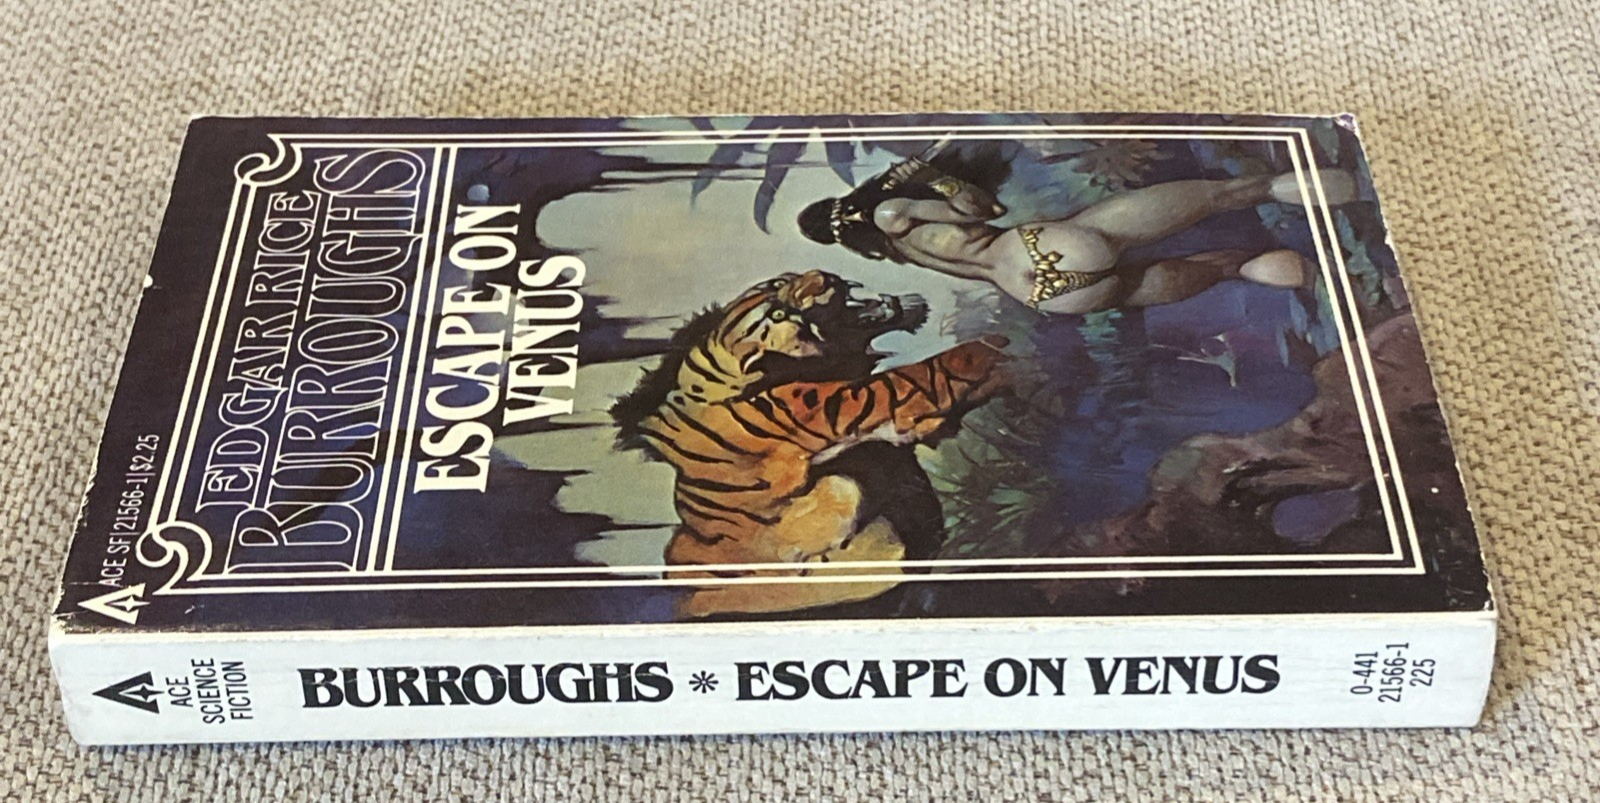 ACE SF|21566-1|$2.25
EDGAR RICE
BURROUGHS
ESCAPE ON
VENUS
ACE
SCIENCE
FICTION
BURROUGHS * ESCAPE ON VENUS
0-441
21566-1
225